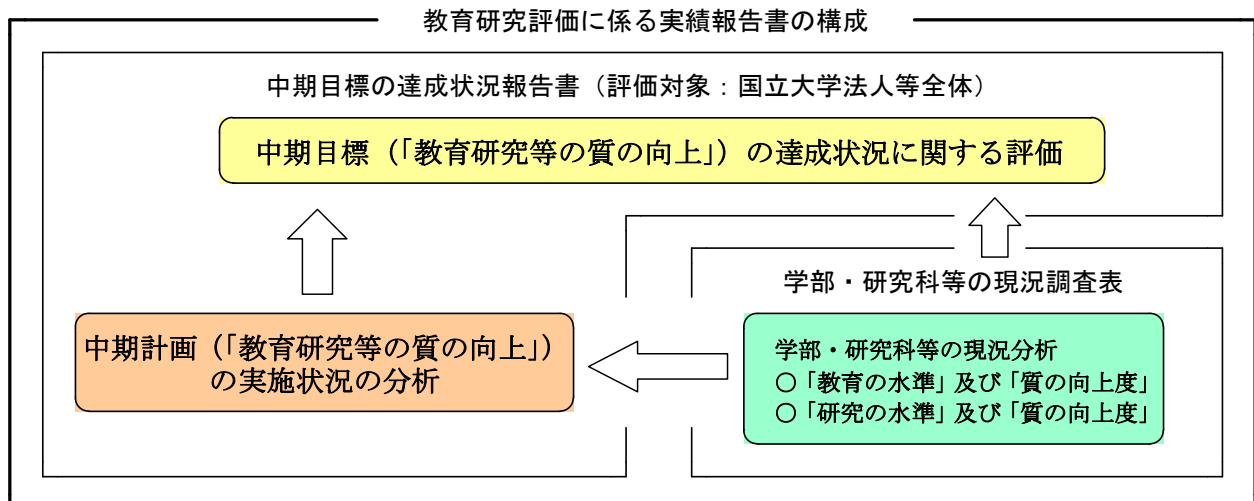 教育研究評価に係る実績報告書の構成
中期目標の達成状況報告書（評価対象：国立大学法人等全体）
中期目標（｢教育研究等の質の向上｣）の達成状況に関する評価
学部・研究科等の現況調査表
中期計画（｢教育研究等の質の向上｣）
の実施状況の分析
学部・研究科等の現況分析
○｢教育の水準｣及び｢質の向上度｣
○｢研究の水準｣及び｢質の向上度｣